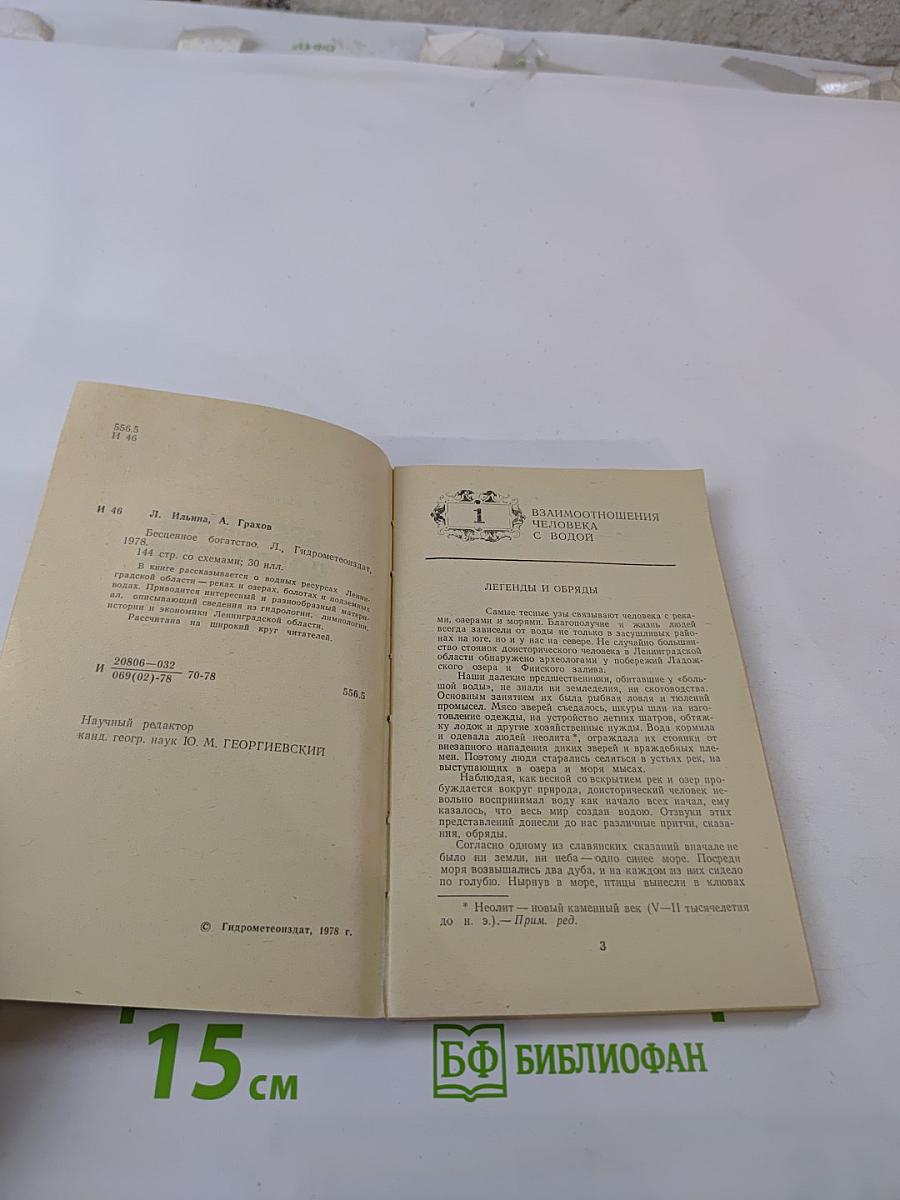 556.5
И 46
И 46 Л. Ильина, А. Грахов
Бесценное богатство. Л., Гидрометеоиздат,
1978.
144 стр. со схемами; 30 илл.
В книге рассказывается о водных ресурсах Ленин-
градской области — реках и озерах, болотах и подземных
водах. Приводится интересный и разнообразный матери-
ал, описывающий сведения из гидрологии, лимнологии,
истории и экономики Ленинградской области.
Рассчитана на широкий круг читателей.
И 20806—032
069(02)-78 70-78
556.5
Научный редактор
канд. геогр. наук Ю. М. ГЕОРГИЕВСКИЙ
© Гидрометеоиздат, 1978 г.
1
ВЗАИМООТНОШЕНИЯ
ЧЕЛОВЕКА
С ВОДОЙ
ЛЕГЕНДЫ И ОБРЯДЫ
Самые тесные узы связывают человека с река-
ми, озерами и морями. Благополучие и жизнь людей
всегда зависели от воды не только в засушливых райо-
нах на юге, но и у нас на севере. Не случайно большин-
ство стоянок доисторического человека в Ленинградской
области обнаружено археологами у побережий Ладож-
ского озера и Финского залива.
Наши далекие предшественники, обитавшие у «боль-
шой воды», не знали ни земледелия, ни скотоводства.
Основным занятием их была рыбная ловля и тюлений
промысел. Мясо зверей съедалось, шкуры шли на изго-
товление одежды, на устройство летних шатров, обтяж-
ку лодок и другие хозяйственные нужды. Вода кормила
и одевала людей неолита*, ограждала их стоянки от
внезапного нападения диких зверей и враждебных пле-
мен. Поэтому люди старались селиться в устьях рек, на
выступающих в озера и моря мысах.
Наблюдая, как весной со вскрытием рек и озер про-
буждается вокруг природа, доисторический человек не-
вольно воспринимал воду как начало всех начал, ему
казалось, что весь мир создан водою. Отзвуки этих
представлений донесли до нас различные притчи, сказа-
ния, обряды.
Согласно одному из славянских сказаний вначале не
было ни земли, ни неба — одно синее море. Посреди
моря возвышались два дуба, и на каждом из них сидело
по голубю. Нырнув в море, птицы вынесли в клювах
* Неолит — новый каменный век (V—II тысячелетия
до н. э.).— Прим. ред.
3
15 см
БФ БИБЛИОФАН